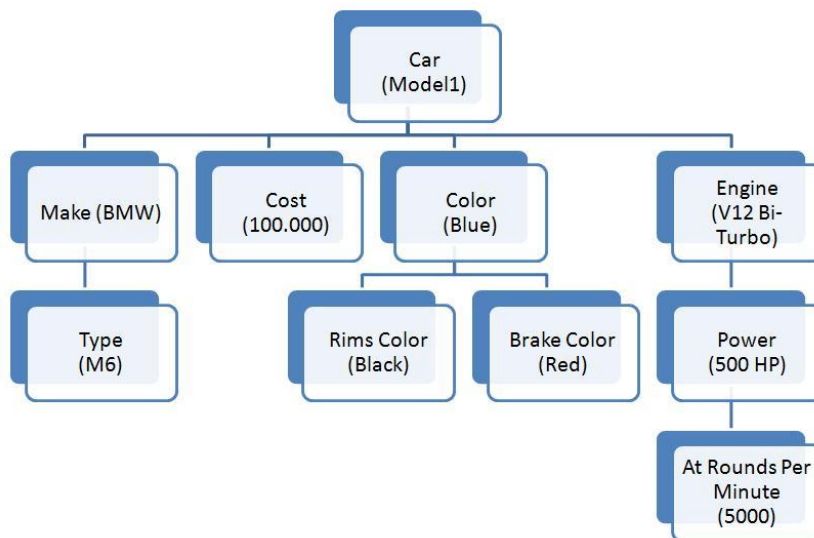 Car
(Model1)
Make (BMW)
Cost
(100.000)
Color
(Blue)
Engine
(V12 Bi-
Turbo)
Type
(M6)
Rims Color
(Black)
Brake Color
(Red)
Power
(500 HP)
At Rounds Per
Minute
(5000)